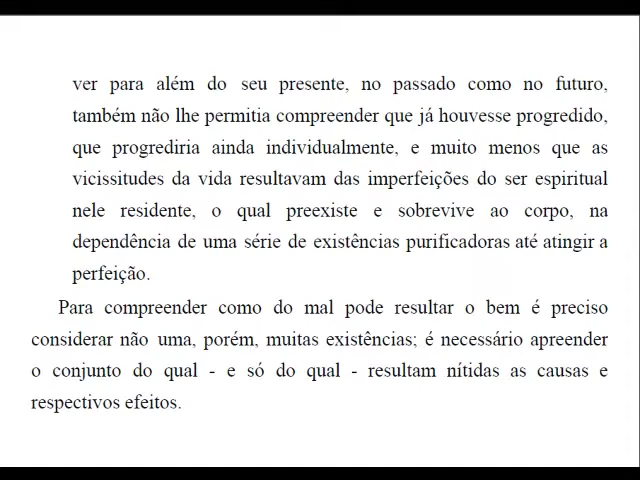 ver para além do seu presente, no passado como no futuro,
também não lhe permitia compreender que já houvesse progredido,
que progrediria ainda individualmente, e muito menos que as
vicissitudes da vida resultavam das imperfeições do ser espiritual
nele residente, o qual preexiste e sobrevive ao corpo, na
dependência de uma série de existências purificadoras até atingir a
perfeição.
Para compreender como do mal pode resultar o bem é preciso
considerar não uma, porém, muitas existências; é necessário apreender
o conjunto do qual - e só do qual - resultam nítidas as causas e
respectivos efeitos.